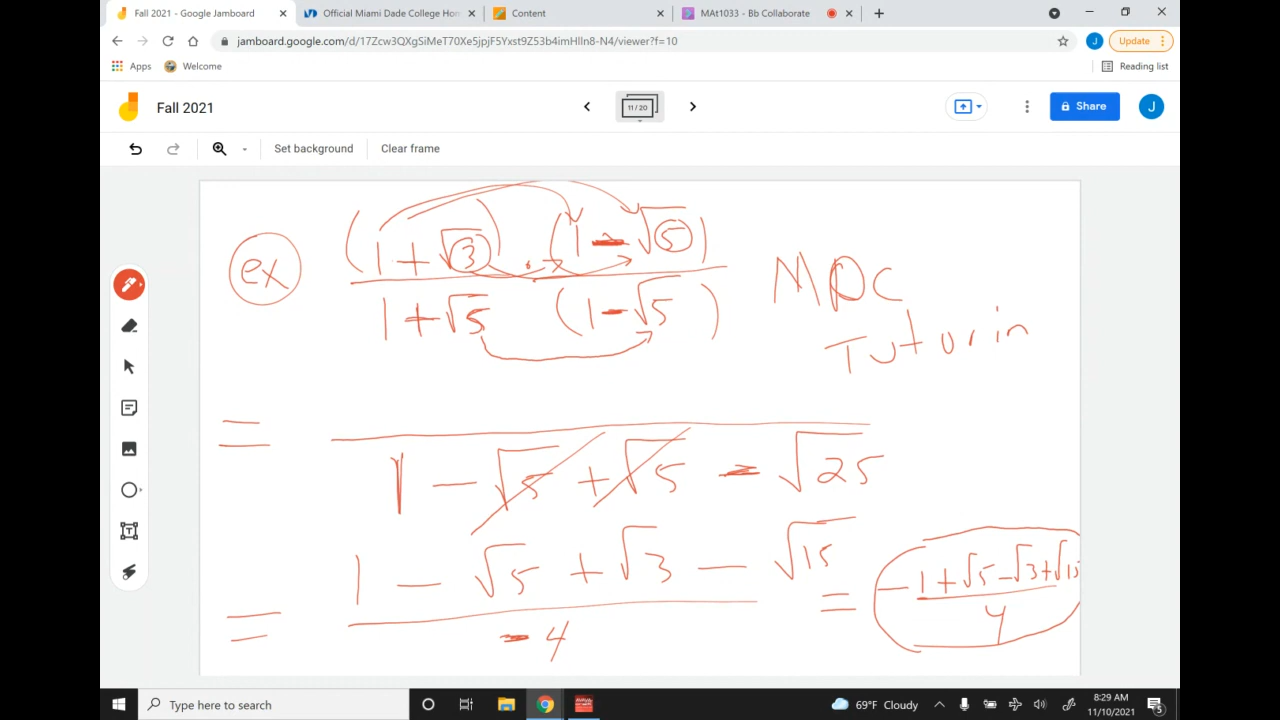 Fall 2021 - Google Jamboard
Official Miami Dade College Hom
Content
MAt1033 - Bb Collaborate
jamboard.google.com/d/17Zcw3QXgSiMeT70Xe5jpjF5Yxst9Z53b4imHlln8-N4/viewer?f=10
J
Update
Apps
Welcome
Reading list
Fall 2021
11 / 20
Share
J
Set background
Clear frame
ex
(1 + √3) · (1 - √5)
1 + √5 (1 - √5)
MDC
Tutorin
=
1 - √5 + √5 - √25
= 1 - √5 + √3 - √15
-4
= -1 + √5 - √3 + √15
4
Type here to search
69°F Cloudy
8:29 AM
11/10/2021
5